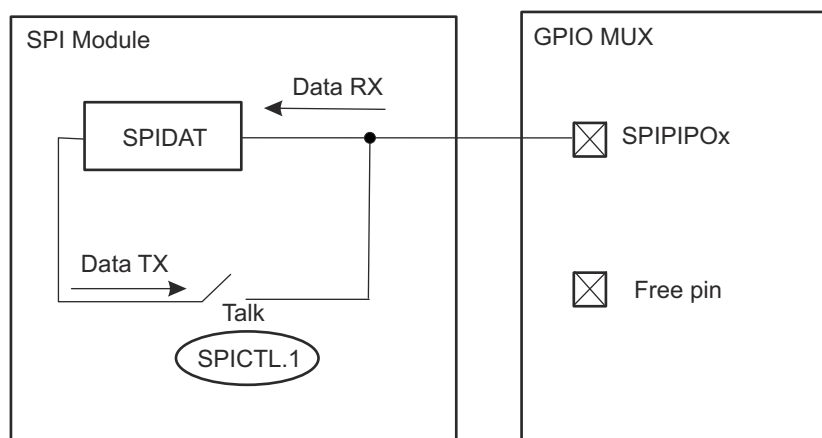 SPI Module
GPIO MUX
Data RX
SPIDAT
SPIPIPOx
Data TX
Free pin
Talk
SPICTL.1